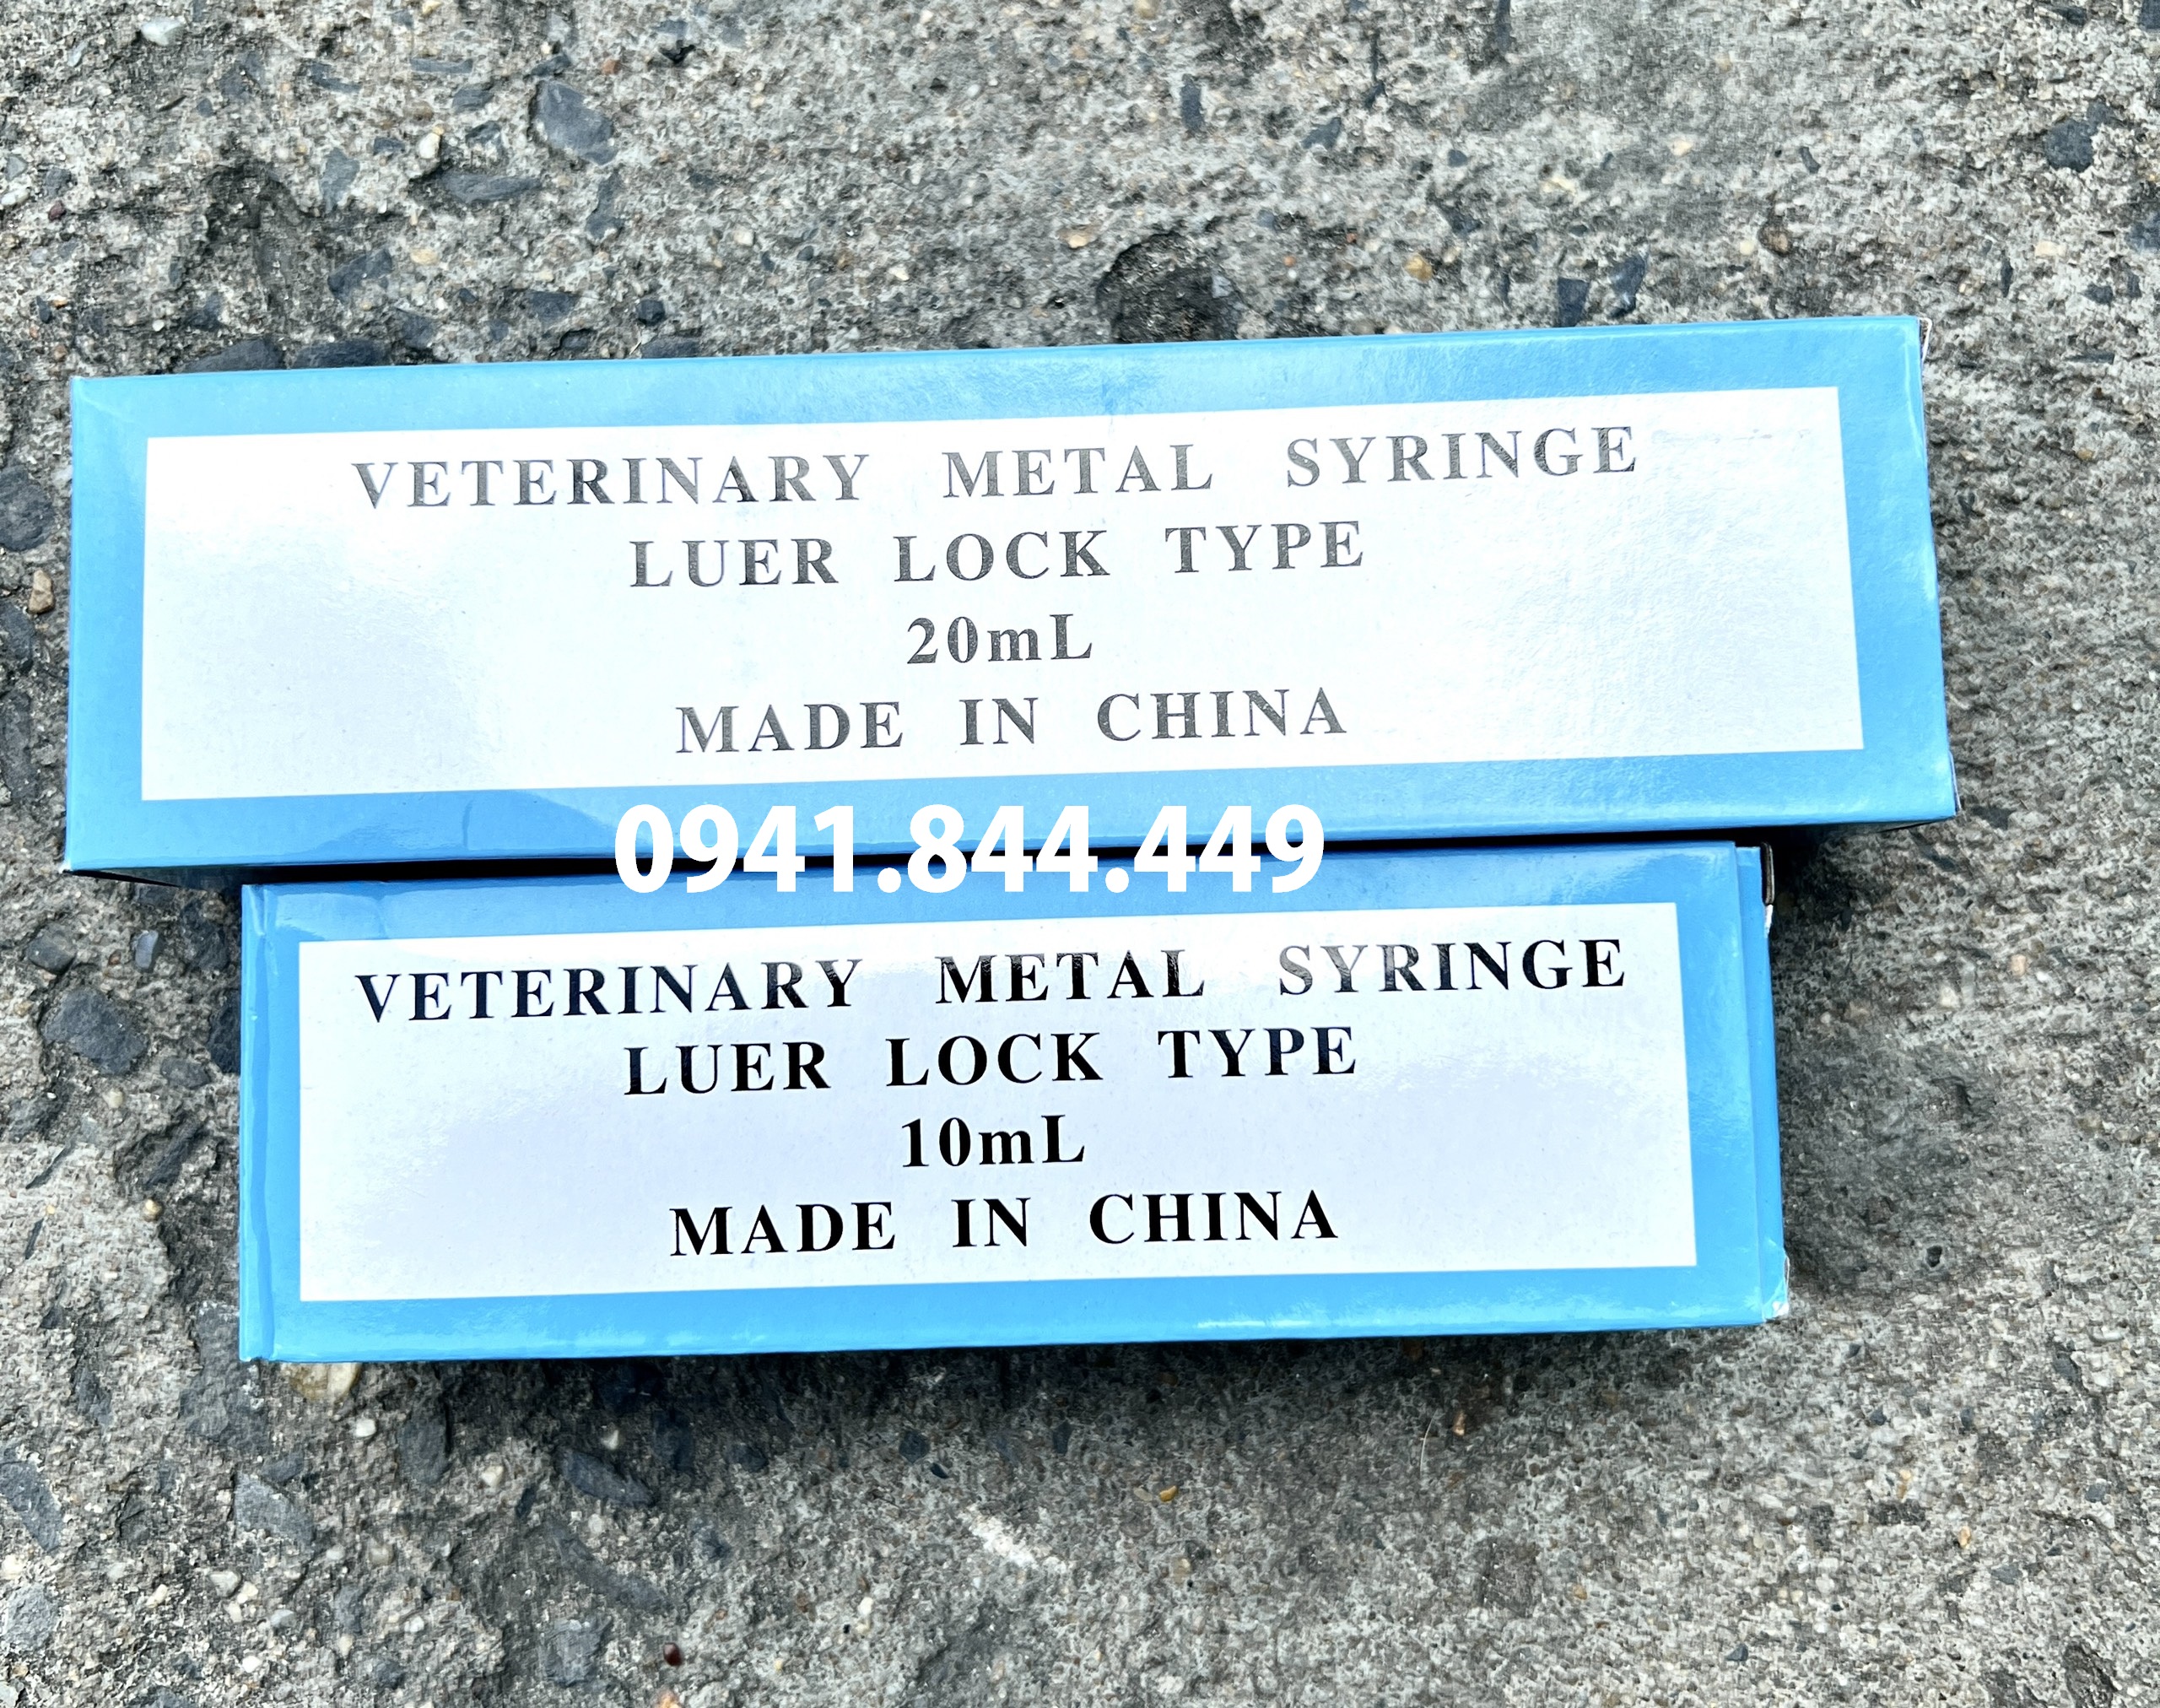 VETERINARY METAL SYRINGE
LUER LOCK TYPE
20mL
MADE IN CHINA
0941.844.449
VETERINARY METAL SYRINGE
LUER LOCK TYPE
10mL
MADE IN CHINA